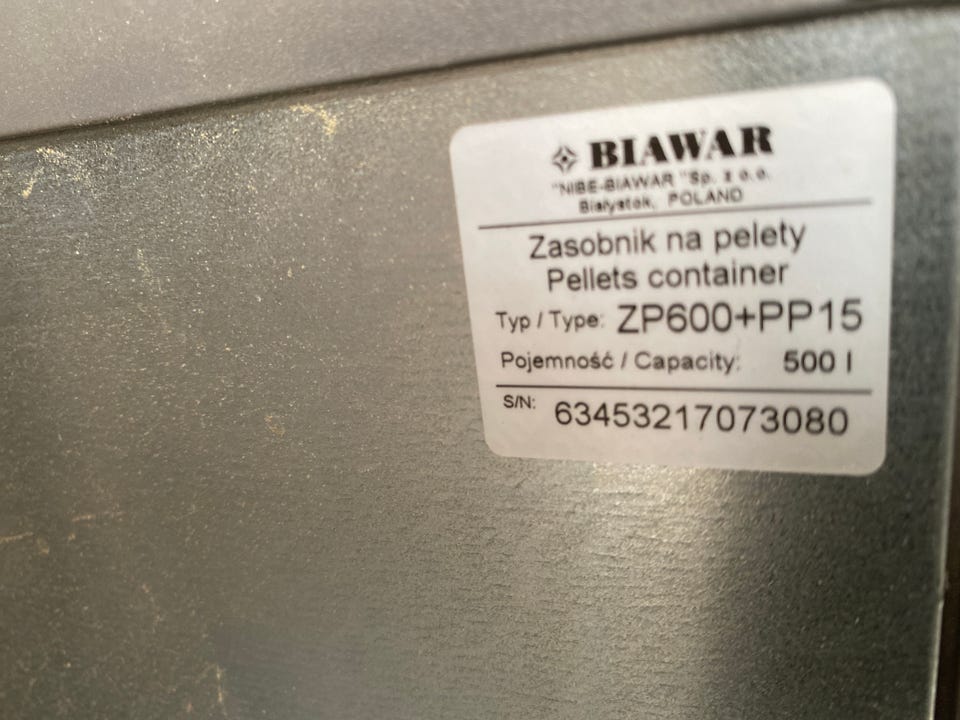 BIAWAR
"NIBE-BIAWAR "Sp. z o.o.
Białystok, POLAND
Zasobnik na pelety
Pellets container
Typ / Type: ZP600+PP15
Pojemność / Capacity: 500 l
S/N: 63453217073080